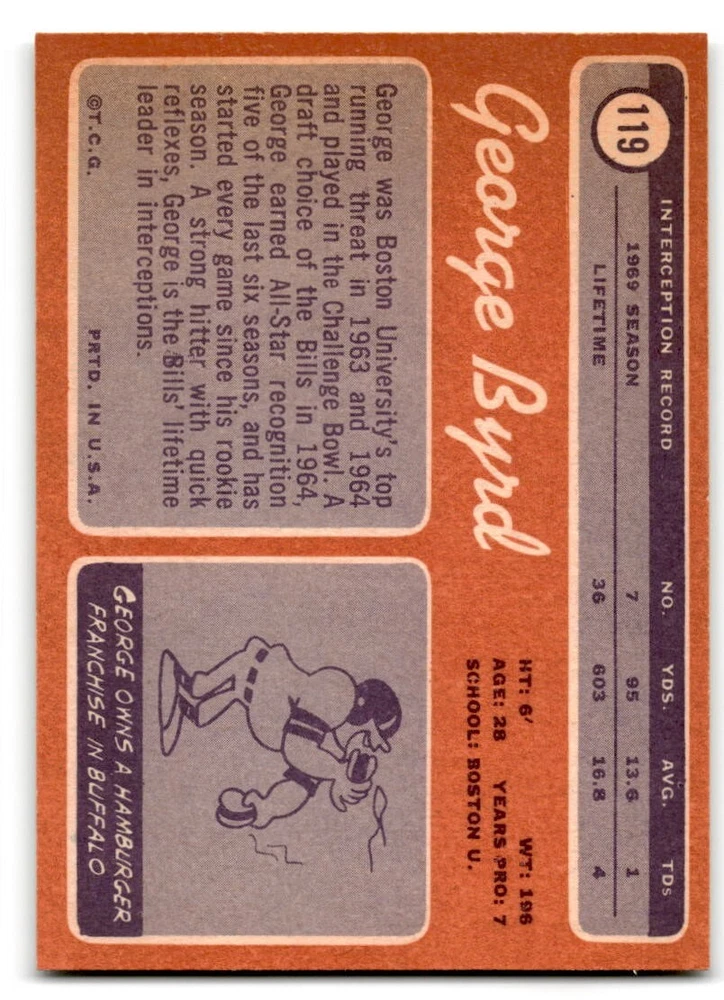 119
INTERCEPTION RECORD NO. YDS. AVG. TDs
1969 SEASON 7 95 13.6 1
LIFETIME 36 603 16.8 4
George Byrd
HT: 6' WT: 196
AGE: 28 YEARS PRO: 7
SCHOOL: BOSTON U.
George was Boston University's top
running threat in 1963 and 1964
and played in the Challenge Bowl. A
draft choice of the Bills in 1964,
George earned All-Star recognition
five of the last six seasons, and has
started every game since his rookie
season. A strong hitter with quick
reflexes, George is the Bills' lifetime
leader in interceptions.
©T.C.G. PRTD. IN U.S.A.
GEORGE OWNS A HAMBURGER
FRANCHISE IN BUFFALO